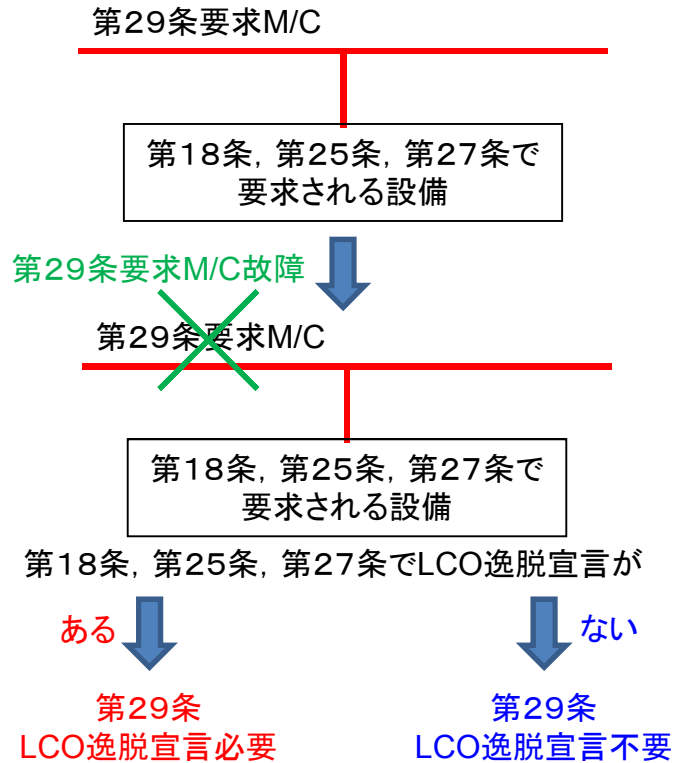 第29条要求M/C
第18条，第25条，第27条で
要求される設備
第29条要求M/C故障
第29条要求M/C
第18条，第25条，第27条で
要求される設備
第18条，第25条，第27条でLCO逸脱宣言が
ある
ない
第29条
LCO逸脱宣言必要
第29条
LCO逸脱宣言不要